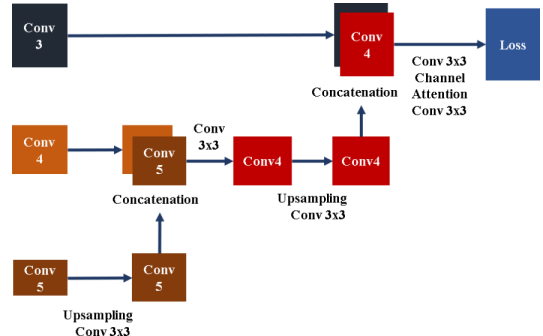 Conv
3
Conv
4
Loss
Conv 3x3
Channel
Attention
Conv 3x3
Concatenation
Conv
4
Conv
5
Conv
3x3
Conv4
Conv4
Concatenation
Upsampling
Conv 3x3
Conv
5
Conv
5
Upsampling
Conv 3x3